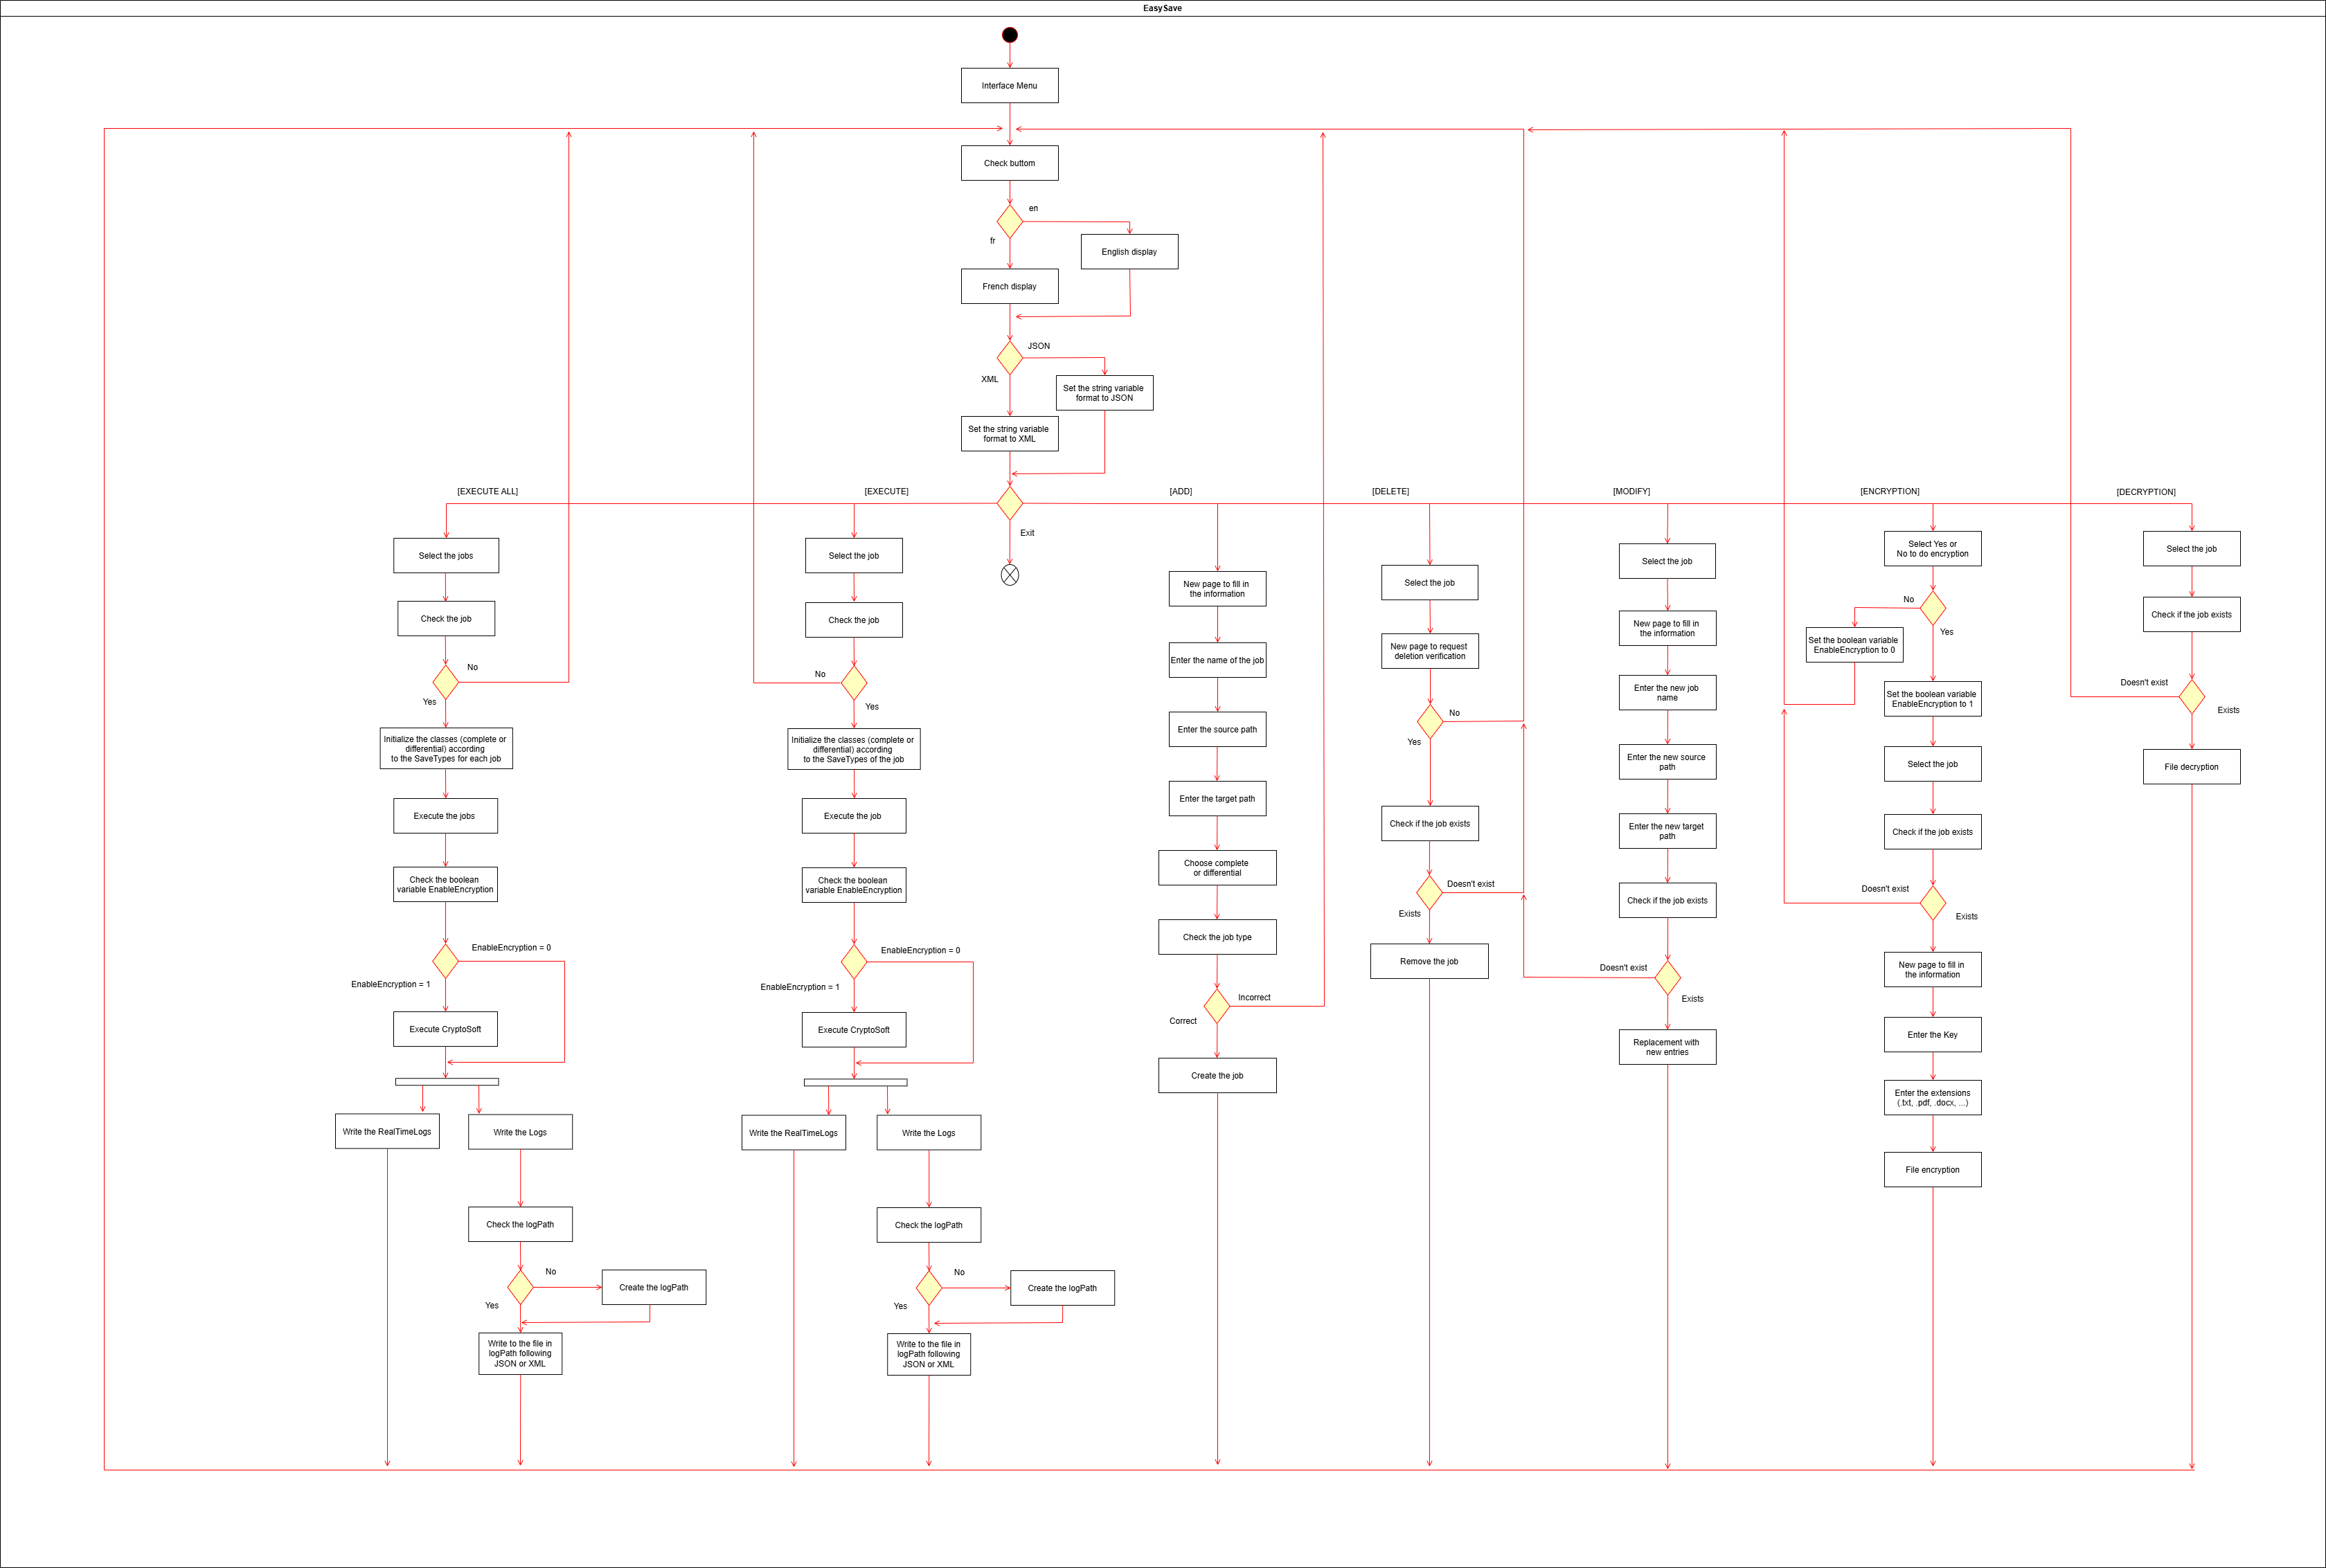 EasySave
Interface Menu
Check buttom
en
fr
English display
French display
JSON
XML
Set the string variable
format to JSON
Set the string variable
format to XML
[EXECUTE ALL]
[EXECUTE]
[ADD]
[DELETE]
[MODIFY]
[ENCRYPTION]
[DECRYPTION]
Exit
Select the jobs
Check the job
No
Yes
Initialize the classes (complete or
differential) according
to the SaveTypes for each job
Execute the jobs
Check the boolean
variable EnableEncryption
EnableEncryption = 0
EnableEncryption = 1
Execute CryptoSoft
Write the RealTimeLogs
Write the Logs
Check the logPath
No
Yes
Create the logPath
Write to the file in
logPath following
JSON or XML
Select the job
Check the job
No
Yes
Initialize the classes (complete or
differential) according
to the SaveTypes of the job
Execute the job
Check the boolean
variable EnableEncryption
EnableEncryption = 0
EnableEncryption = 1
Execute CryptoSoft
Write the RealTimeLogs
Write the Logs
Check the logPath
No
Yes
Create the logPath
Write to the file in
logPath following
JSON or XML
New page to fill in
the information
Enter the name of the job
Enter the source path
Enter the target path
Choose complete
or differential
Check the job type
Incorrect
Correct
Create the job
Select the job
New page to request
deletion verification
No
Yes
Check if the job exists
Doesn't exist
Exists
Remove the job
Select the job
New page to fill in
the information
Enter the new job
name
Enter the new source
path
Enter the new target
path
Check if the job exists
Doesn't exist
Exists
Replacement with
new entries
Select Yes or
No to do encryption
No
Yes
Set the boolean variable
EnableEncryption to 0
Set the boolean variable
EnableEncryption to 1
Select the job
Check if the job exists
Doesn't exist
Exists
New page to fill in
the information
Enter the Key
Enter the extensions
(.txt, .pdf, .docx, ...)
File encryption
Select the job
Check if the job exists
Doesn't exist
Exists
File decryption